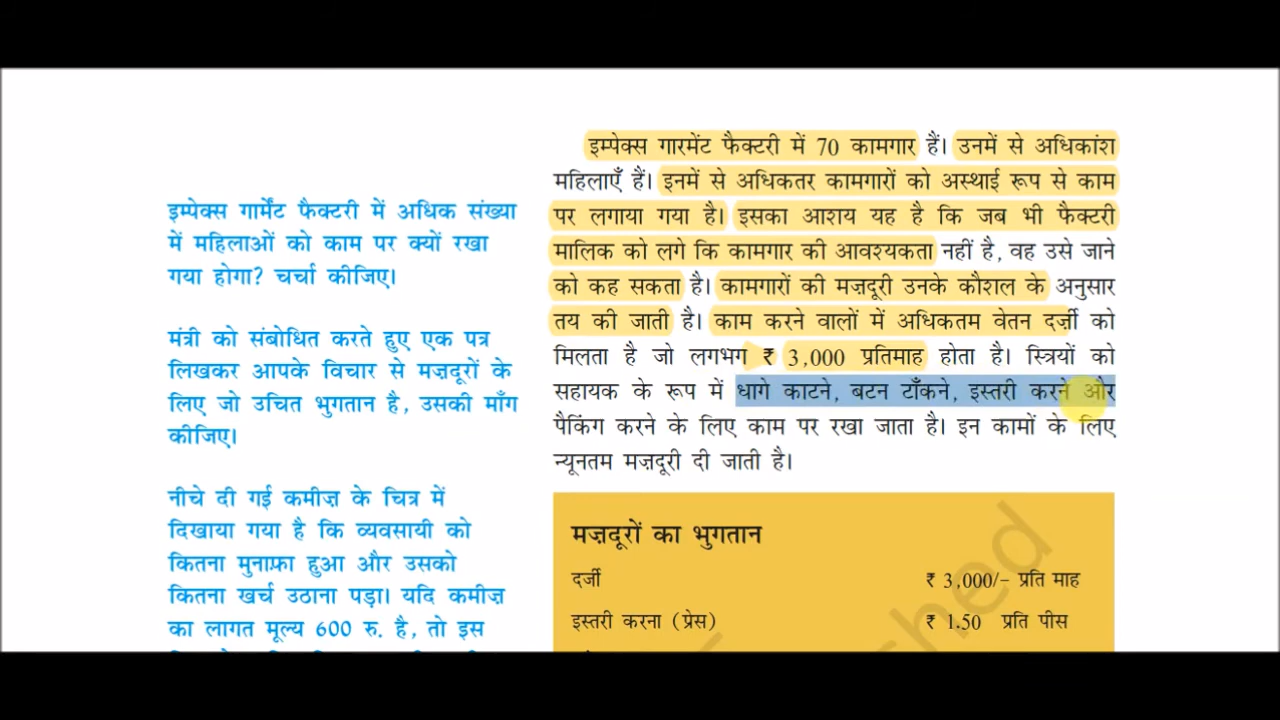 इम्पेक्स गार्मेंट फैक्टरी में अधिक संख्या
में महिलाओं को काम पर क्यों रखा
गया होगा? चर्चा कीजिए।
मंत्री को संबोधित करते हुए एक पत्र
लिखकर आपके विचार से मज़दूरों के
लिए जो उचित भुगतान है, उसकी माँग
कीजिए।
नीचे दी गई कमीज़ के चित्र में
दिखाया गया है कि व्यवसायी को
कितना मुनाफ़ा हुआ और उसको
कितना खर्च उठाना पड़ा। यदि कमीज़
का लागत मूल्य 600 रु. है, तो इस
इम्पेक्स गारमेंट फैक्टरी में 70 कामगार हैं। उनमें से अधिकांश
महिलाएँ हैं। इनमें से अधिकतर कामगारों को अस्थाई रूप से काम
पर लगाया गया है। इसका आशय यह है कि जब भी फैक्टरी
मालिक को लगे कि कामगार की आवश्यकता नहीं है, वह उसे जाने
को कह सकता है। कामगारों की मज़दूरी उनके कौशल के अनुसार
तय की जाती है। काम करने वालों में अधिकतम वेतन दर्ज़ी को
मिलता है जो लगभग ₹ 3,000 प्रतिमाह होता है। स्त्रियों को
सहायक के रूप में धागे काटने, बटन टाँकने, इस्तरी करने और
पैकिंग करने के लिए काम पर रखा जाता है। इन कामों के लिए
न्यूनतम मज़दूरी दी जाती है।
मज़दूरों का भुगतान
दर्ज़ी ₹ 3,000/- प्रति माह
इस्तरी करना (प्रेस) ₹ 1.50 प्रति पीस